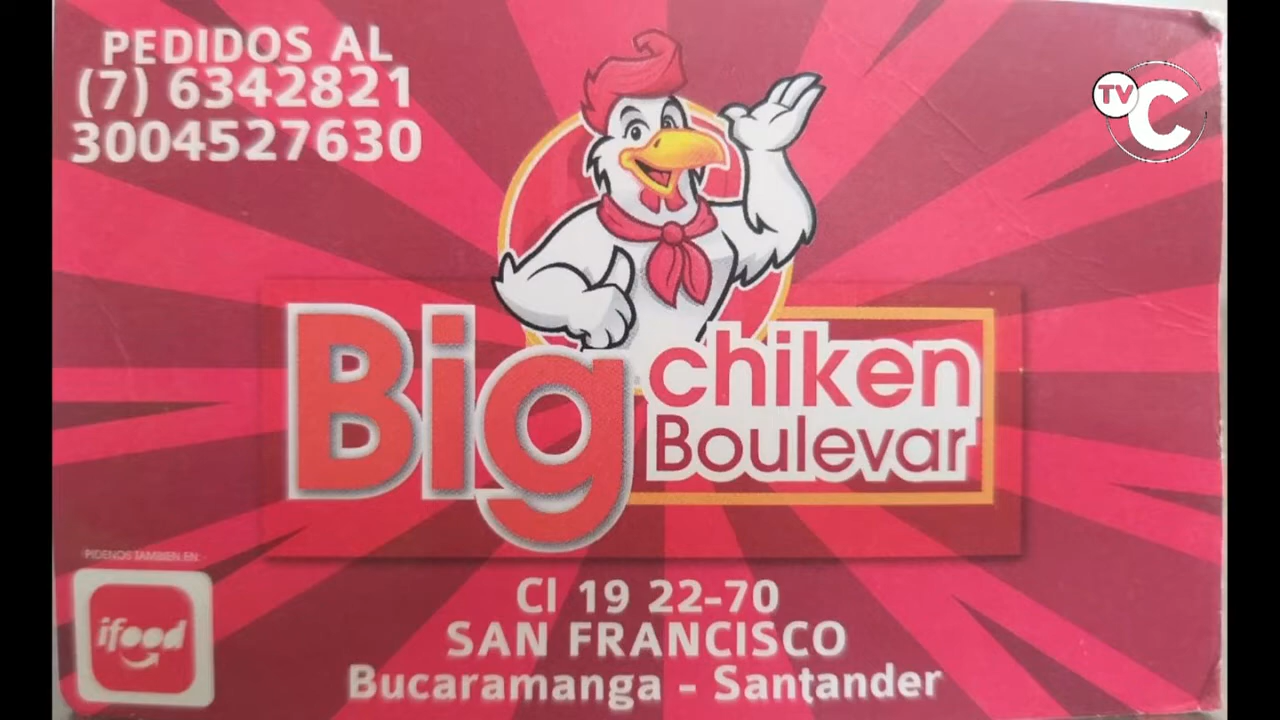 PEDIDOS AL
(7) 6342821
3004527630
TV C
Big chiken
Boulevar
PIDENOS TAMBIEN EN:
ifood
Cl 19 22-70
SAN FRANCISCO
Bucaramanga - Santander